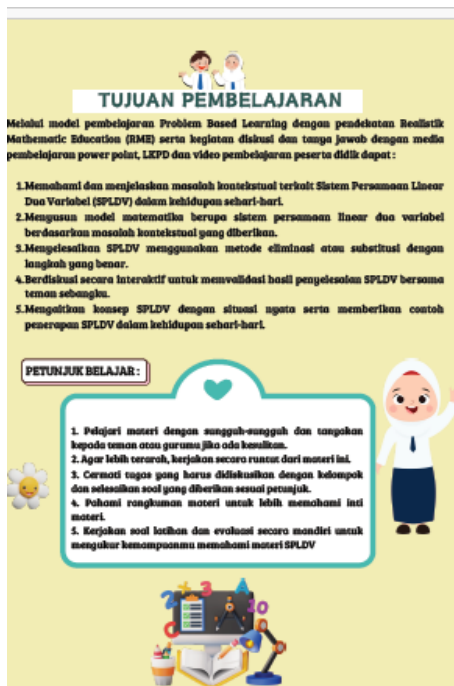 TUJUAN PEMBELAJARAN
Melalui model pembelajaran Problem Based Learning dengan pendekatan Realistik
Mathematic Education (RME) serta kegiatan diskusi dan tanya jawab dengan media
pembelajaran power point, LKPD dan video pembelajaran peserta didik dapat :
1.Memahami dan menjelaskan masalah kontekstual terkait Sistem Persamaan Linear
Dua Variabel (SPLDV) dalam kehidupan sehari-hari.
2.Menyusun model matematika berupa sistem persamaan linear dua variabel
berdasarkan masalah kontekstual yang diberikan.
3.Menyelesaikan SPLDV menggunakan metode eliminasi atau substitusi dengan
langkah yang benar.
4.Berdiskusi secara interaktif untuk memvalidasi hasil penyelesaian SPLDV bersama
teman sebangku.
5.Mengaitkan konsep SPLDV dengan situasi nyata serta memberikan contoh
penerapan SPLDV dalam kehidupan sehari-hari.
PETUNJUK BELAJAR :
1. Pelajari materi dengan sungguh-sungguh dan tanyakan
kepada teman atau gurumu jika ada kesulitan.
2. Agar lebih terarah, kerjakan secara runtut dari materi ini.
3. Cermati tugas yang harus didiskusikan dengan kelompok
dan selesaikan soal yang diberikan sesuai petunjuk.
4. Pahami rangkuman materi untuk lebih memahami inti
materi.
5. Kerjakan soal latihan dan evaluasi secara mandiri untuk
mengukur kemampuanmu memahami materi SPLDV